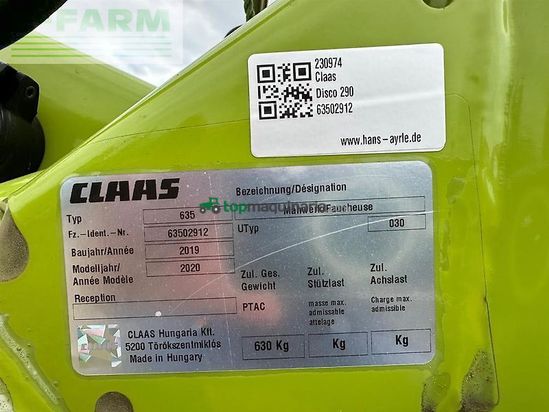 FARM
230974
Claas
Disco 290
63502912
www.hans-ayrle.de
CLAAS
Bezeichnung/Désignation
Typ 635
Mähwerk/Faucheuse
topmaquinaria
Fz.-Ident.-Nr. 63502912
UTyp 030
Baujahr/Année 2019
Modelljahr/ Année Modèle 2020
Zul. Ges. Gewicht
Zul. Stützlast
Zul. Achslast
Reception
PTAC
masse max. admissable attelage
Charge max. admissible
CLAAS Hungaria Kft.
5200 Törökszentmiklós
Made in Hungary
630 Kg
Kg
Kg